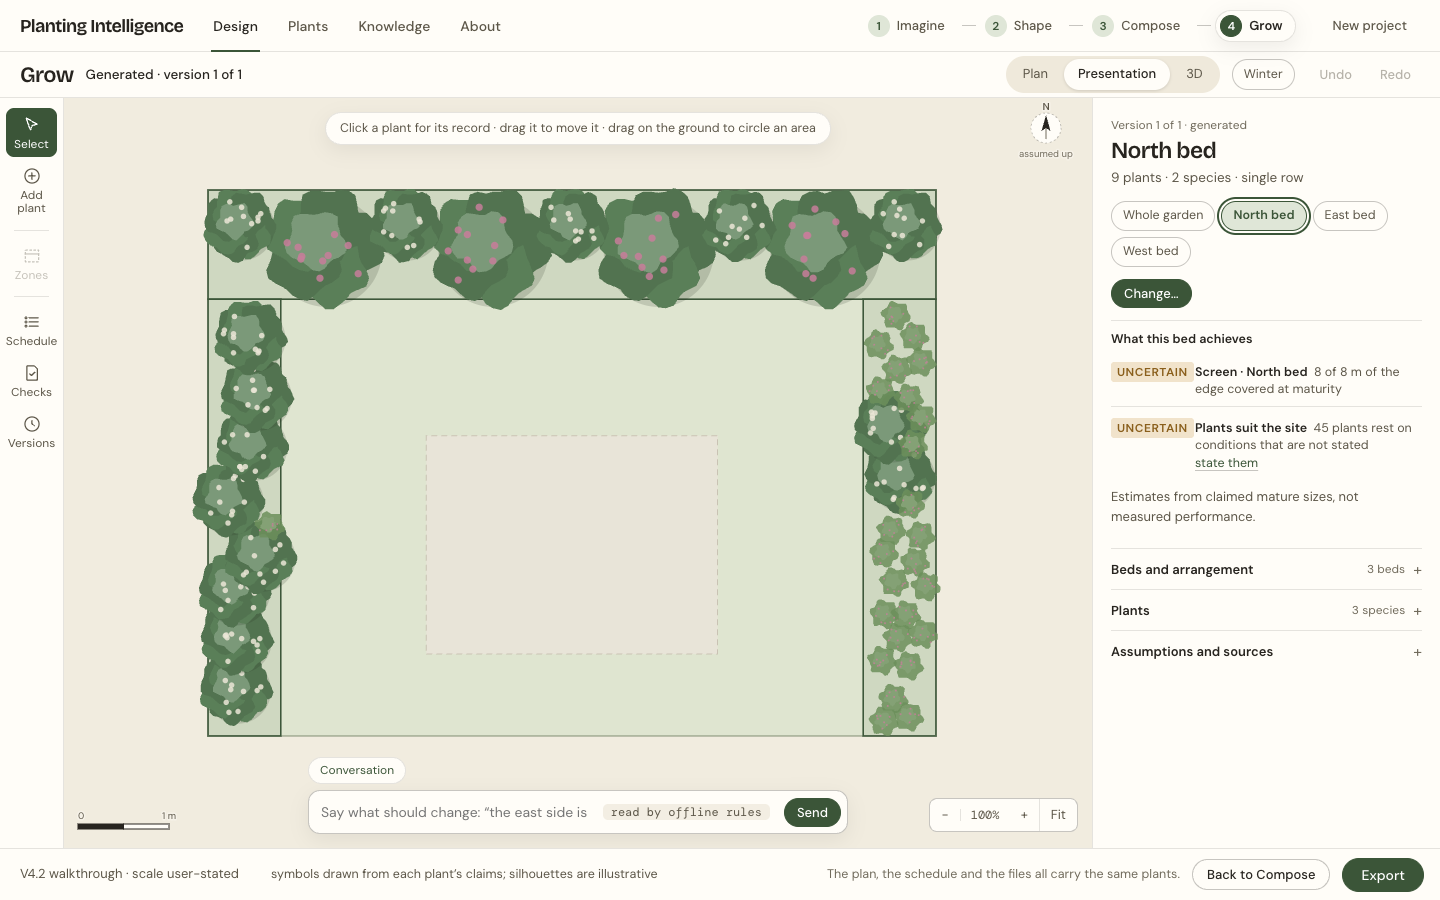 Planting Intelligence
Design
Plants
Knowledge
About
1 Imagine
2 Shape
3 Compose
4 Grow
New project
Grow
Generated · version 1 of 1
Plan
Presentation
3D
Winter
Undo
Redo
Select
Add
plant
Zones
Schedule
Checks
Versions
Click a plant for its record · drag it to move it · drag on the ground to circle an area
N
assumed up
Version 1 of 1 · generated
North bed
9 plants · 2 species · single row
Whole garden
North bed
East bed
West bed
Change…
What this bed achieves
UNCERTAIN Screen · North bed 8 of 8 m of the
edge covered at maturity
UNCERTAIN Plants suit the site 45 plants rest on
conditions that are not stated
state them
Estimates from claimed mature sizes, not
measured performance.
Beds and arrangement 3 beds +
Plants 3 species +
Assumptions and sources +
Conversation
Say what should change: “the east side is
read by offline rules
Send
0 1 m
− 100% +
Fit
V4.2 walkthrough · scale user-stated
symbols drawn from each plant’s claims; silhouettes are illustrative
The plan, the schedule and the files all carry the same plants.
Back to Compose
Export